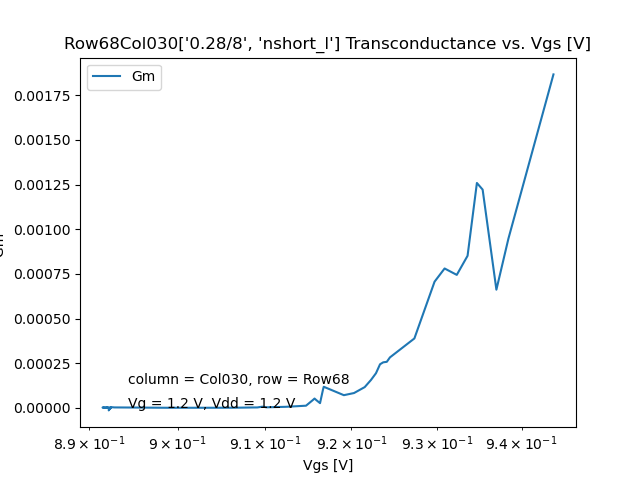 Row68Col030['0.28/8', 'nshort_l'] Transconductance vs. Vgs [V]
Gm
0.00175
0.00150
0.00125
0.00100
0.00075
0.00050
0.00025
0.00000
column = Col030, row = Row68
Vg = 1.2 V, Vdd = 1.2 V
8.9 × 10⁻¹ 9 × 10⁻¹ 9.1 × 10⁻¹ 9.2 × 10⁻¹ 9.3 × 10⁻¹ 9.4 × 10⁻¹
Vgs [V]